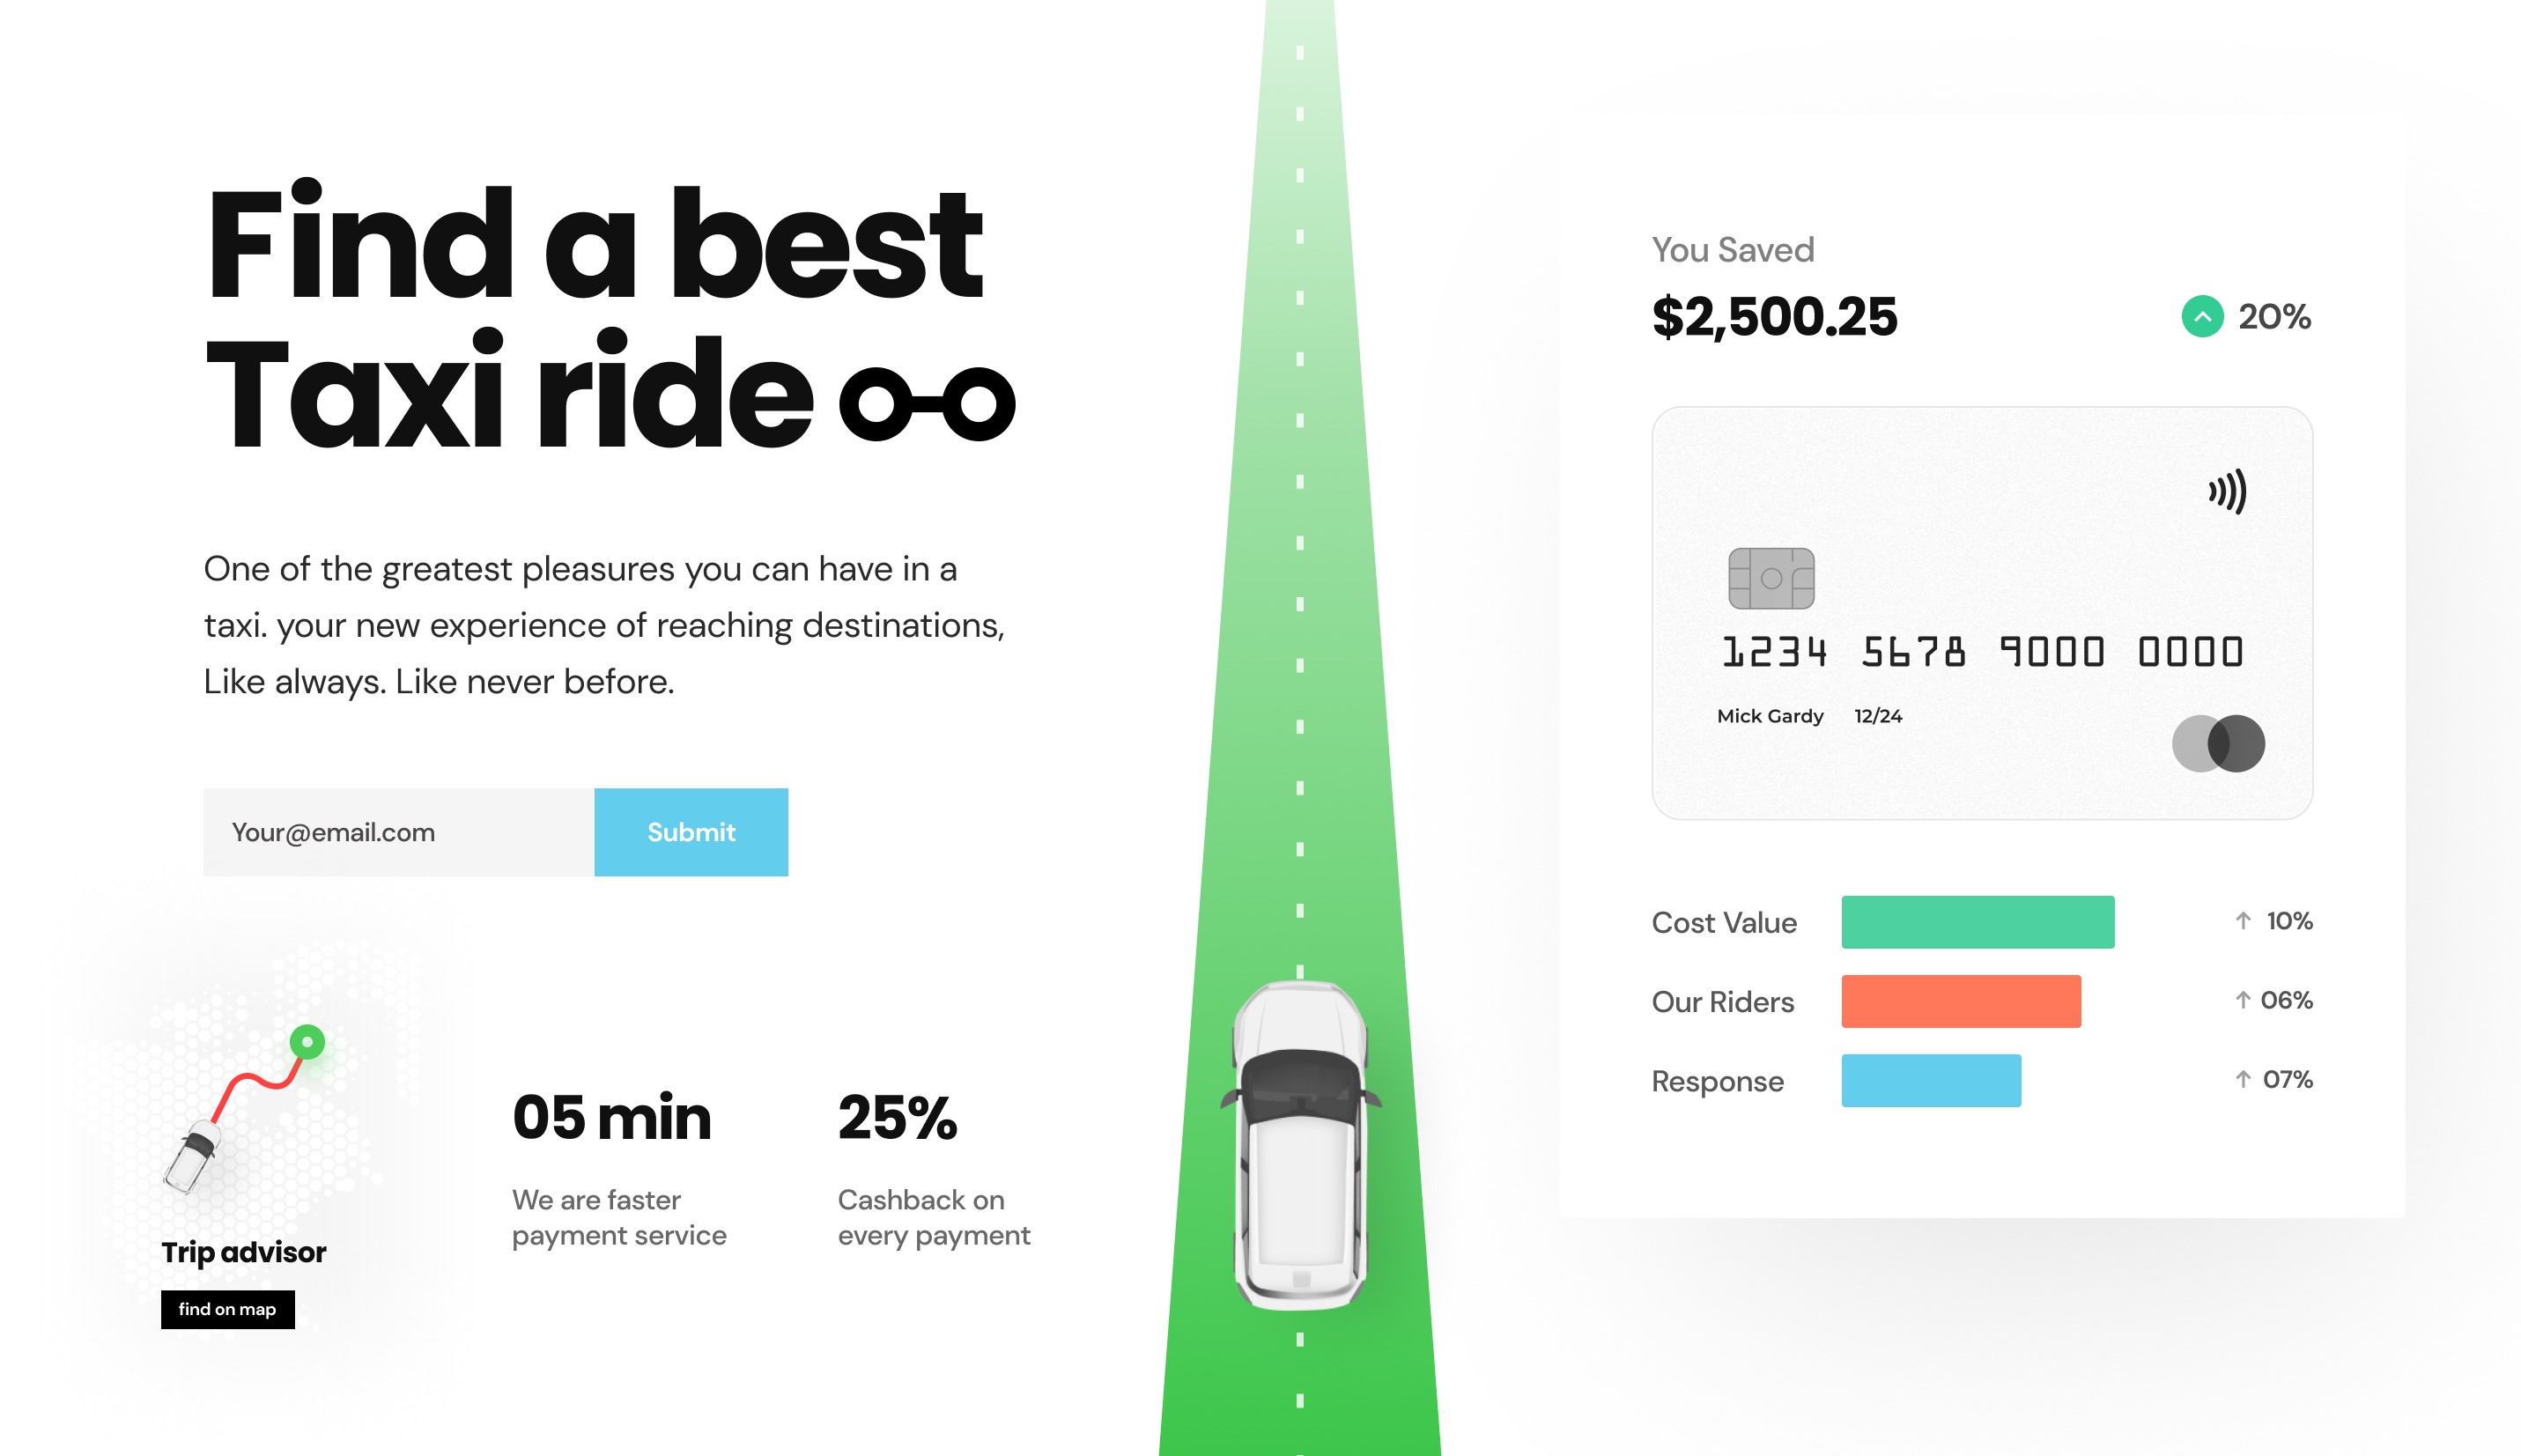 Find a best
Taxi ride
One of the greatest pleasures you can have in a
taxi. your new experience of reaching destinations,
Like always. Like never before.
Your@email.com
Submit
Trip advisor
find on map
05 min
We are faster
payment service
25%
Cashback on
every payment
You Saved
$2,500.25
20%
1234 5678 9000 0000
Mick Gardy 12/24
Cost Value ↑ 10%
Our Riders ↑ 06%
Response ↑ 07%